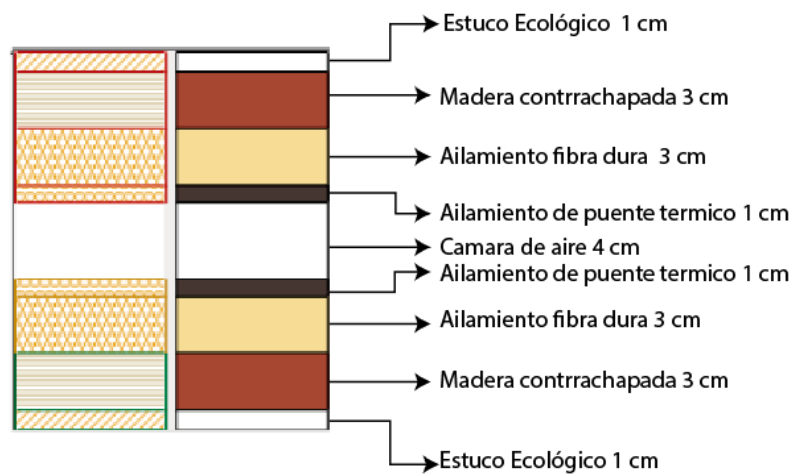 Estuco Ecológico 1 cm
Madera contrrachapada 3 cm
Ailamiento fibra dura 3 cm
Ailamiento de puente termico 1 cm
Camara de aire 4 cm
Ailamiento de puente termico 1 cm
Ailamiento fibra dura 3 cm
Madera contrrachapada 3 cm
Estuco Ecológico 1 cm